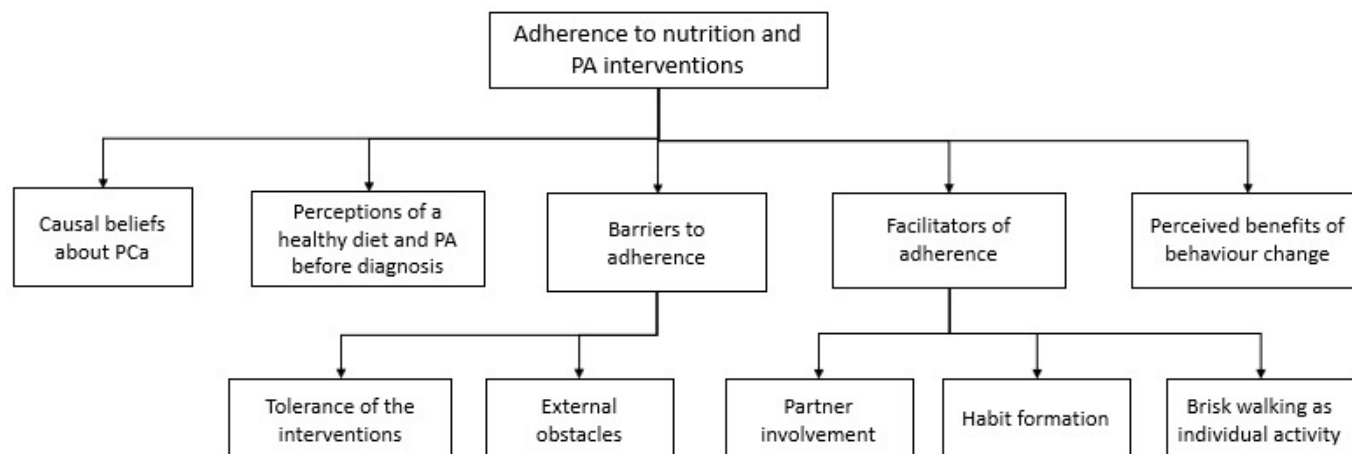 Adherence to nutrition and
PA interventions
Causal beliefs
about PCa
Perceptions of a
healthy diet and PA
before diagnosis
Barriers to
adherence
Facilitators of
adherence
Perceived benefits of
behaviour change
Tolerance of the
interventions
External
obstacles
Partner
involvement
Habit formation
Brisk walking as
individual activity